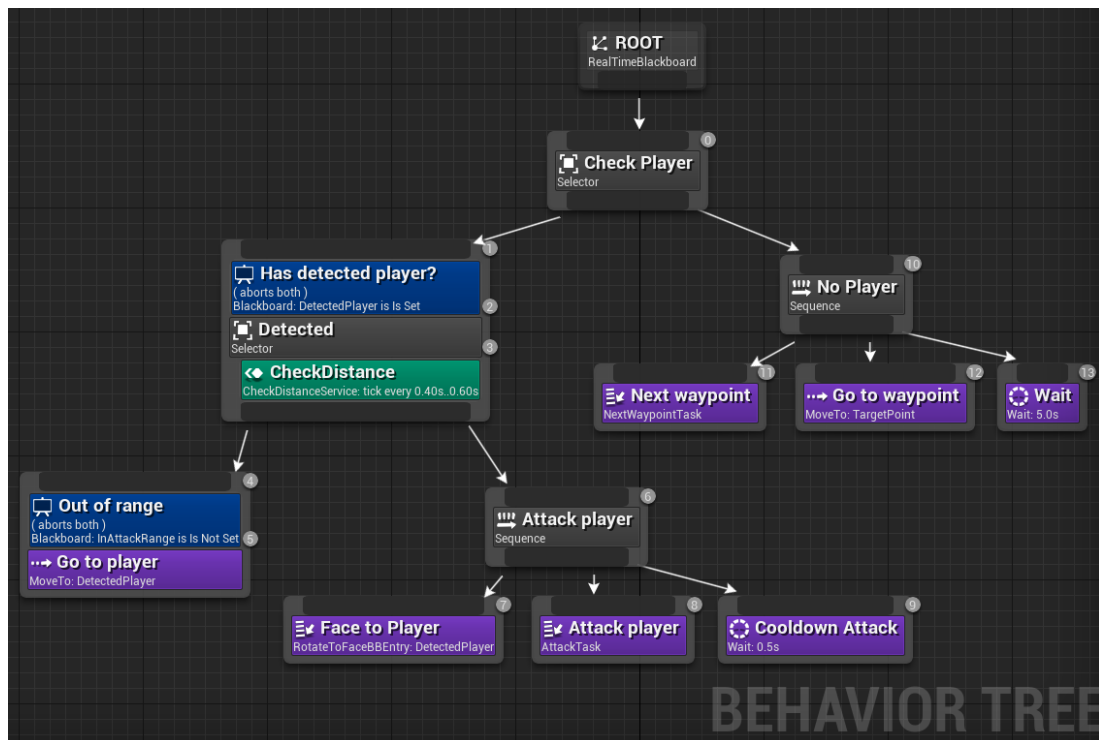 ROOT
RealTimeBlackboard
0
Check Player
Selector
1
Has detected player?
( aborts both )
Blackboard: DetectedPlayer is Is Set
2
Detected
Selector
3
CheckDistance
CheckDistanceService: tick every 0.40s..0.60s
10
No Player
Sequence
11
Next waypoint
NextWaypointTask
12
Go to waypoint
MoveTo: TargetPoint
13
Wait
Wait: 5.0s
4
Out of range
( aborts both )
Blackboard: InAttackRange is Is Not Set
5
Go to player
MoveTo: DetectedPlayer
6
Attack player
Sequence
7
Face to Player
RotateToFaceBBEntry: DetectedPlayer
8
Attack player
AttackTask
9
Cooldown Attack
Wait: 0.5s
BEHAVIOR TREE